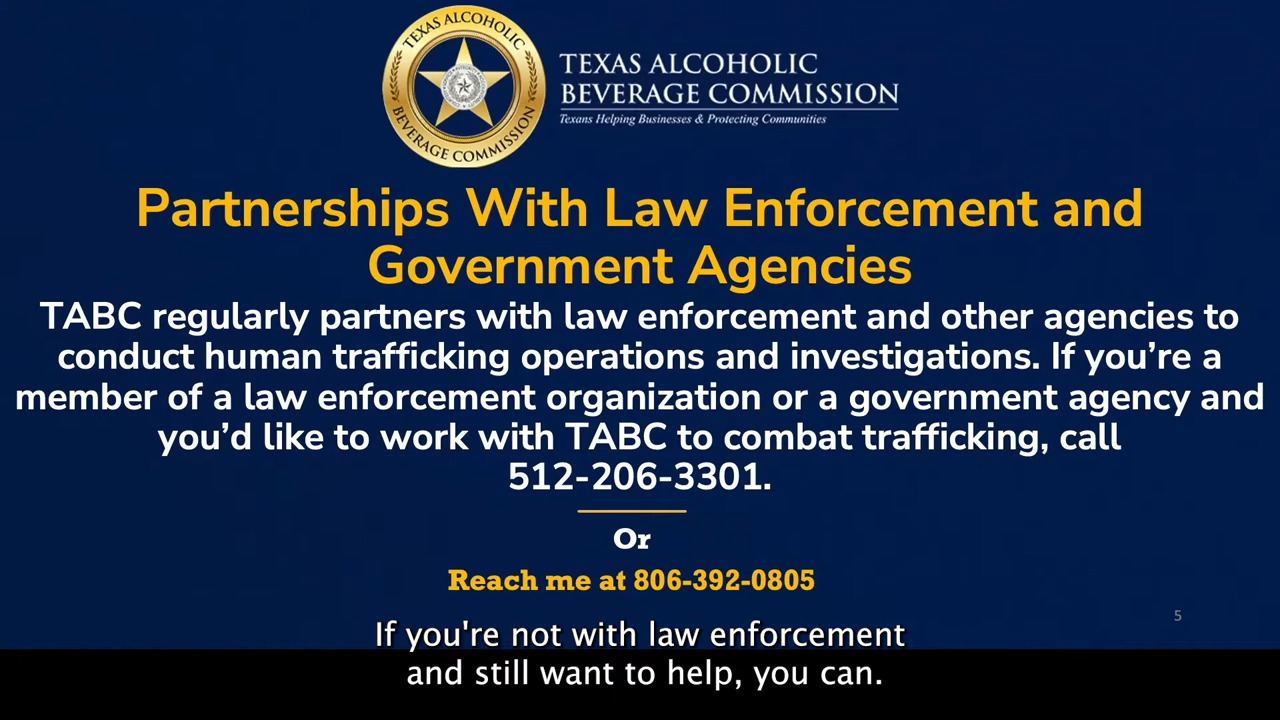 TEXAS ALCOHOLIC
BEVERAGE COMMISSION
TEXAS ALCOHOLIC
BEVERAGE COMMISSION
Texans Helping Businesses & Protecting Communities
Partnerships With Law Enforcement and
Government Agencies
TABC regularly partners with law enforcement and other agencies to
conduct human trafficking operations and investigations. If you’re a
member of a law enforcement organization or a government agency and
you’d like to work with TABC to combat trafficking, call
512-206-3301.
Or
Reach me at 806-392-0805
5
If you're not with law enforcement
and still want to help, you can.